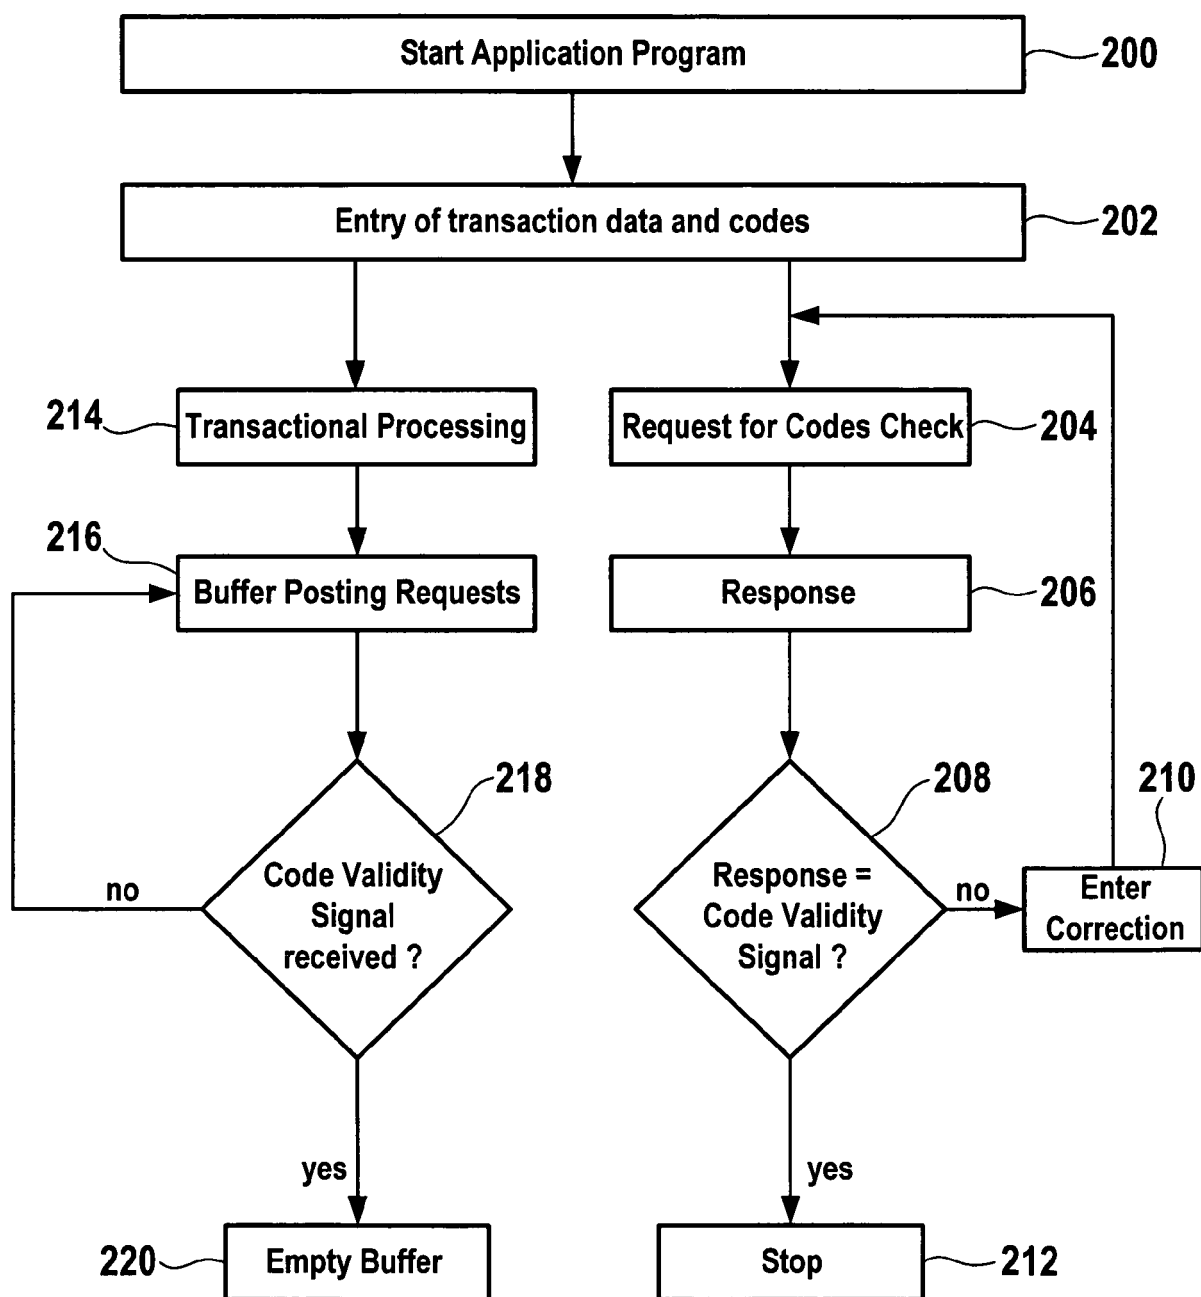 Start Application Program
200
Entry of transaction data and codes
202
214
Transactional Processing
Request for Codes Check
204
216
Buffer Posting Requests
Response
206
218
208
210
Code Validity
Signal
received ?
no
Response =
Code Validity
Signal ?
no
Enter
Correction
yes
yes
220
Empty Buffer
Stop
212